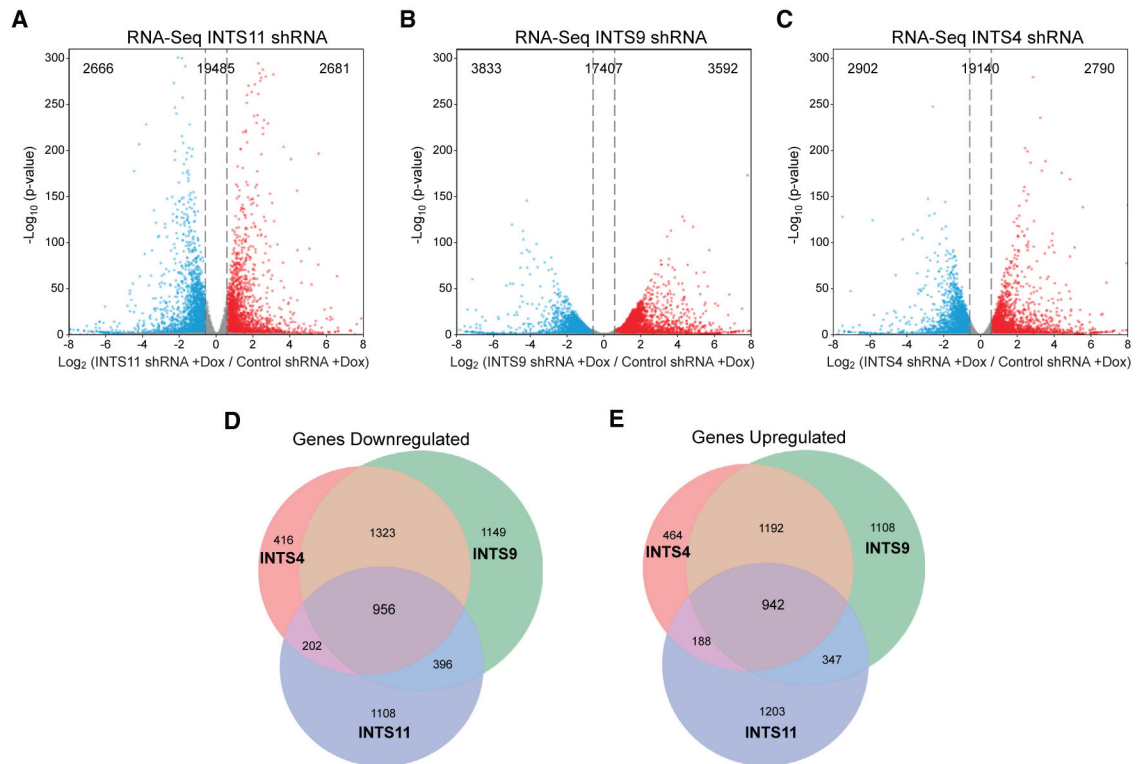 A
RNA-Seq INTS11 shRNA
2666 19485 2681
300
250
200
150
100
50
0
-8 -6 -4 -2 0 2 4 6 8
-Log10 (p-value)
Log2 (INTS11 shRNA +Dox / Control shRNA +Dox)
B
RNA-Seq INTS9 shRNA
3833 17407 3592
300
250
200
150
100
50
0
-8 -6 -4 -2 0 2 4 6 8
-Log10 (p-value)
Log2 (INTS9 shRNA +Dox / Control shRNA +Dox)
C
RNA-Seq INTS4 shRNA
2902 19140 2790
300
250
200
150
100
50
0
-8 -6 -4 -2 0 2 4 6 8
-Log10 (p-value)
Log2 (INTS4 shRNA +Dox / Control shRNA +Dox)
D
Genes Downregulated
416
INTS4
1323
1149
INTS9
956
202
396
1108
INTS11
E
Genes Upregulated
464
INTS4
1192
1108
INTS9
942
188
347
1203
INTS11